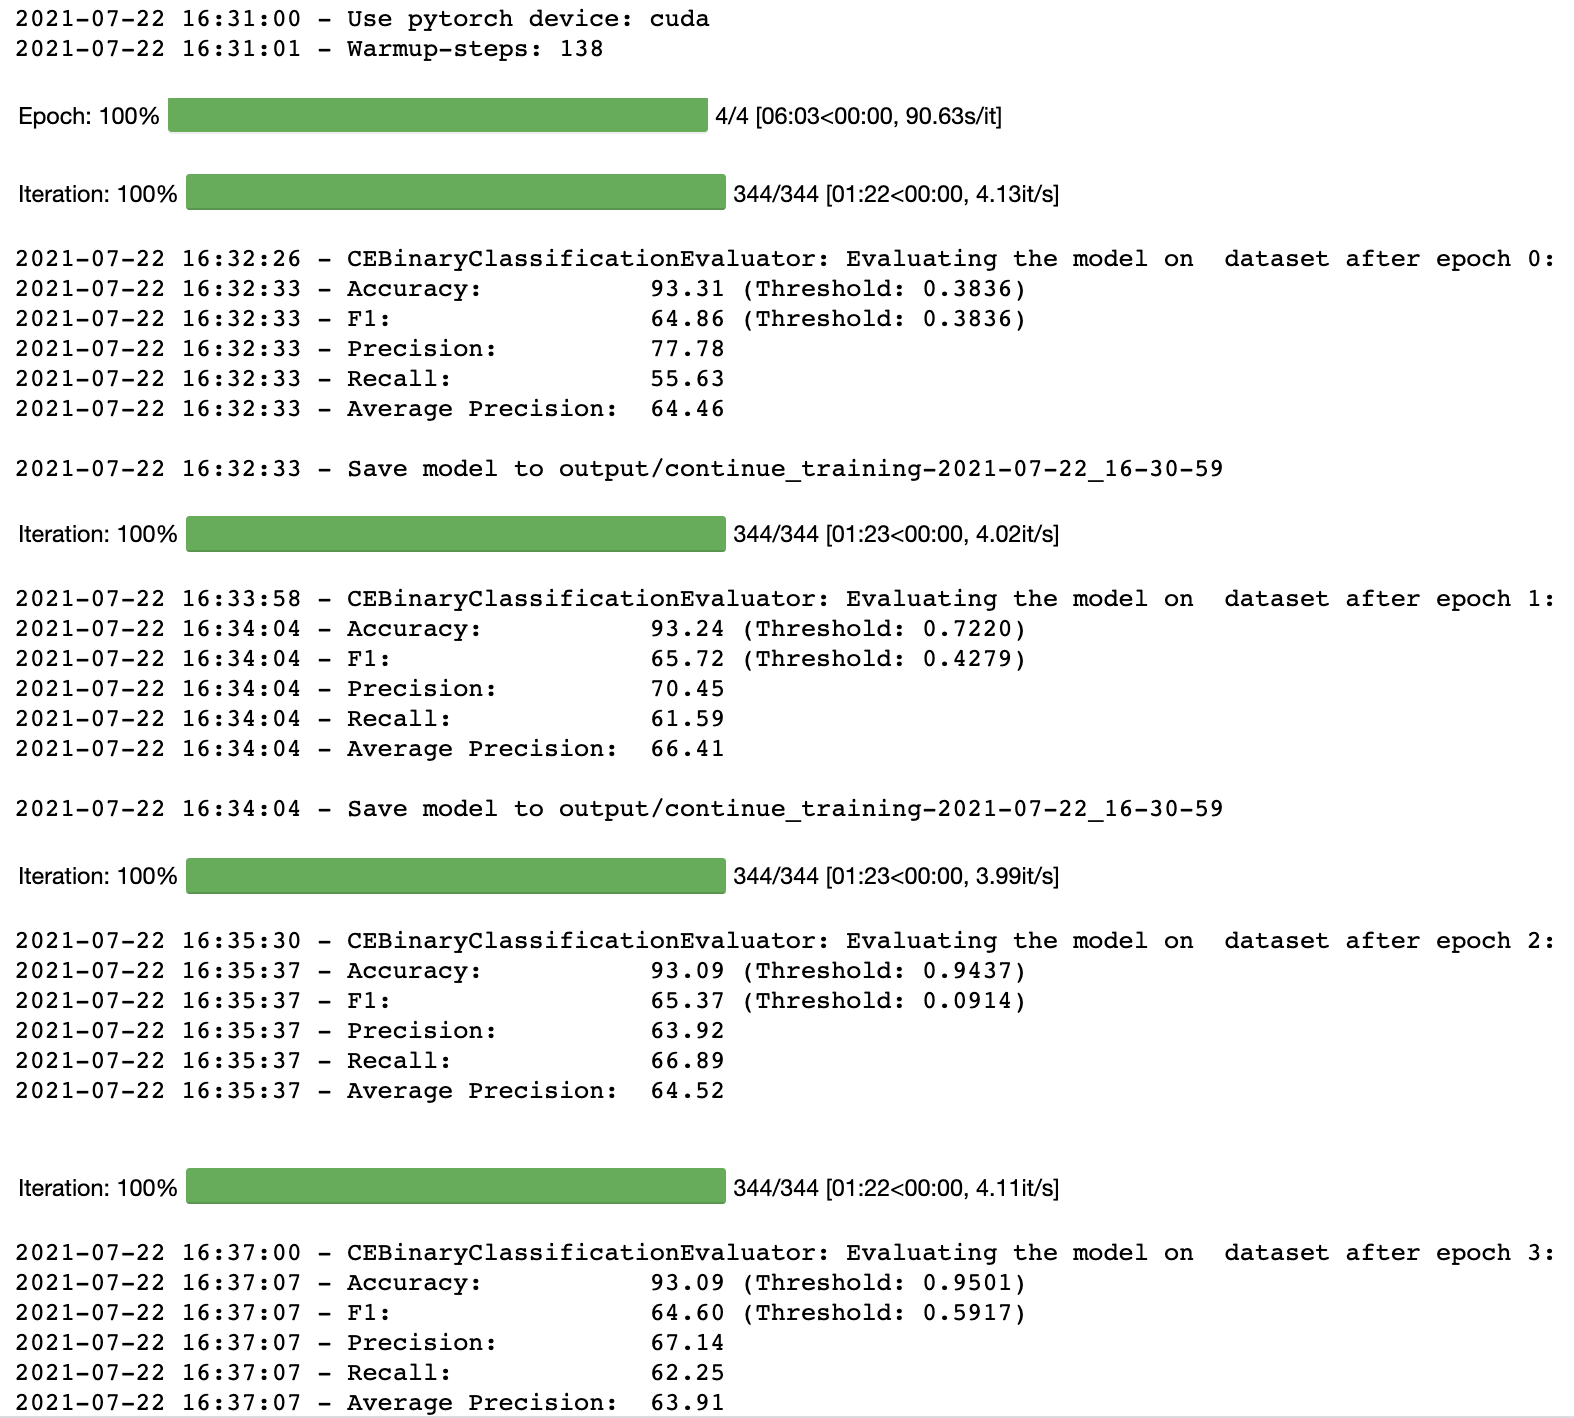 2021-07-22 16:31:00 - Use pytorch device: cuda
2021-07-22 16:31:01 - Warmup-steps: 138
Epoch: 100% 4/4 [06:03<00:00, 90.63s/it]
Iteration: 100% 344/344 [01:22<00:00, 4.13it/s]
2021-07-22 16:32:26 - CEBinaryClassificationEvaluator: Evaluating the model on  dataset after epoch 0:
2021-07-22 16:32:33 - Accuracy:           93.31 (Threshold: 0.3836)
2021-07-22 16:32:33 - F1:                 64.86 (Threshold: 0.3836)
2021-07-22 16:32:33 - Precision:          77.78
2021-07-22 16:32:33 - Recall:             55.63
2021-07-22 16:32:33 - Average Precision:  64.46
2021-07-22 16:32:33 - Save model to output/continue_training-2021-07-22_16-30-59
Iteration: 100% 344/344 [01:23<00:00, 4.02it/s]
2021-07-22 16:33:58 - CEBinaryClassificationEvaluator: Evaluating the model on  dataset after epoch 1:
2021-07-22 16:34:04 - Accuracy:           93.24 (Threshold: 0.7220)
2021-07-22 16:34:04 - F1:                 65.72 (Threshold: 0.4279)
2021-07-22 16:34:04 - Precision:          70.45
2021-07-22 16:34:04 - Recall:             61.59
2021-07-22 16:34:04 - Average Precision:  66.41
2021-07-22 16:34:04 - Save model to output/continue_training-2021-07-22_16-30-59
Iteration: 100% 344/344 [01:23<00:00, 3.99it/s]
2021-07-22 16:35:30 - CEBinaryClassificationEvaluator: Evaluating the model on  dataset after epoch 2:
2021-07-22 16:35:37 - Accuracy:           93.09 (Threshold: 0.9437)
2021-07-22 16:35:37 - F1:                 65.37 (Threshold: 0.0914)
2021-07-22 16:35:37 - Precision:          63.92
2021-07-22 16:35:37 - Recall:             66.89
2021-07-22 16:35:37 - Average Precision:  64.52
Iteration: 100% 344/344 [01:22<00:00, 4.11it/s]
2021-07-22 16:37:00 - CEBinaryClassificationEvaluator: Evaluating the model on  dataset after epoch 3:
2021-07-22 16:37:07 - Accuracy:           93.09 (Threshold: 0.9501)
2021-07-22 16:37:07 - F1:                 64.60 (Threshold: 0.5917)
2021-07-22 16:37:07 - Precision:          67.14
2021-07-22 16:37:07 - Recall:             62.25
2021-07-22 16:37:07 - Average Precision:  63.91